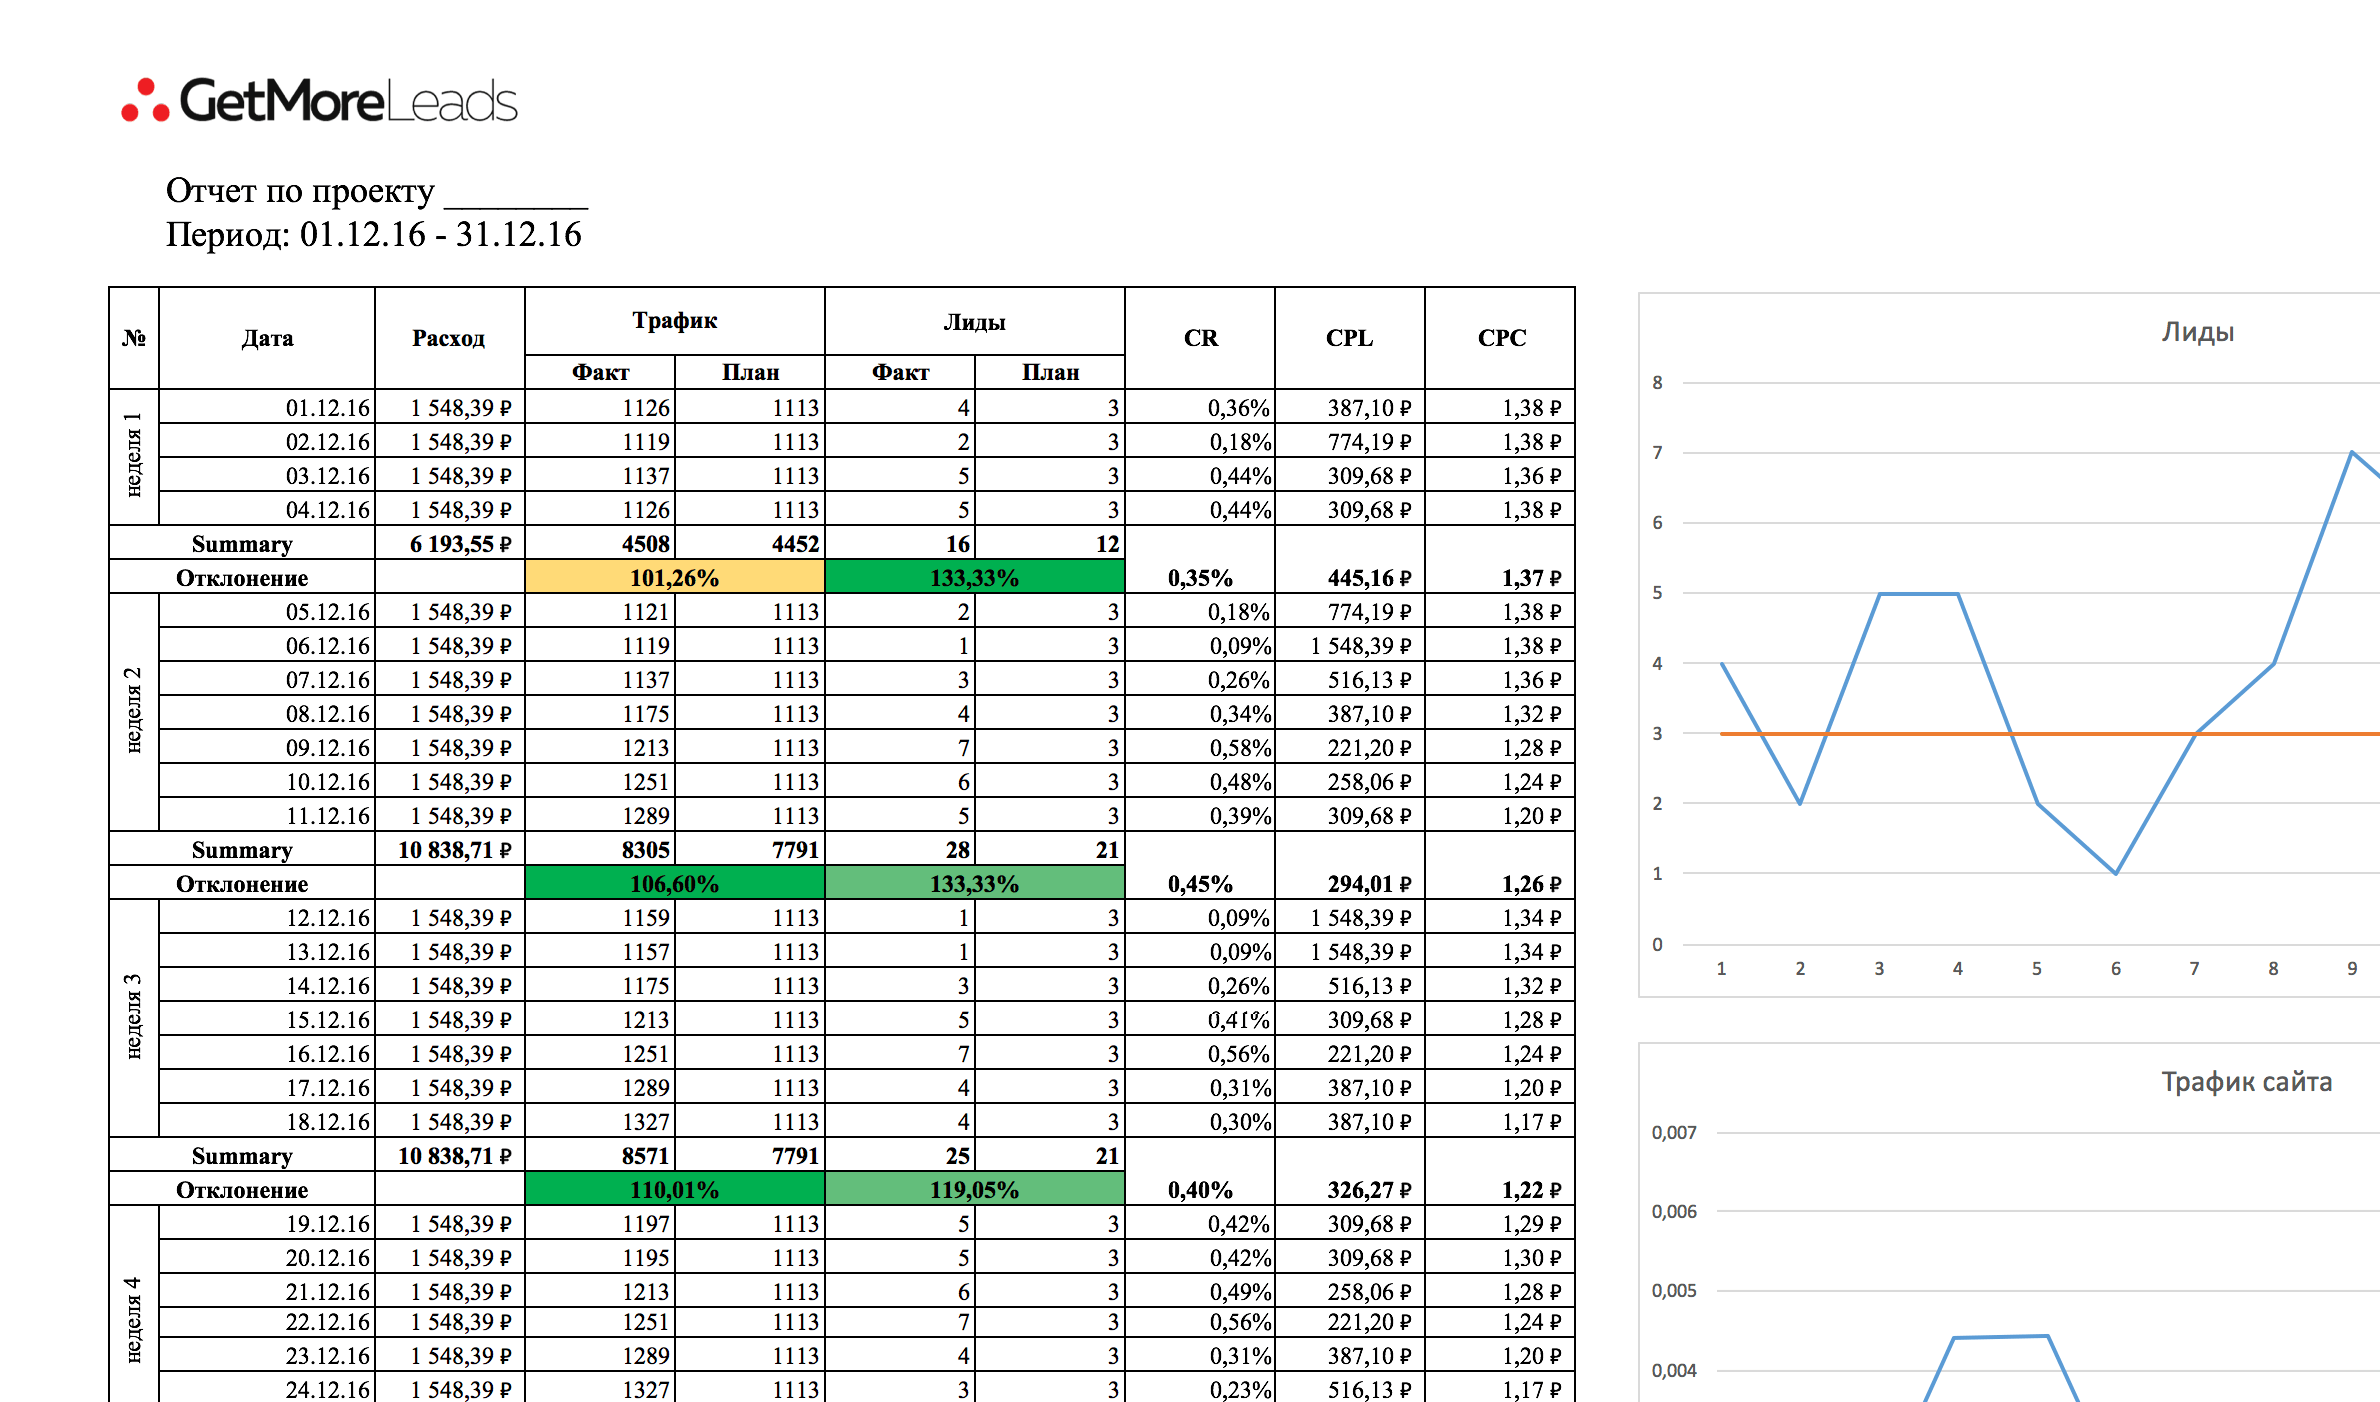 GetMoreLeads
Отчет по проекту ________
Период: 01.12.16 - 31.12.16
№ Дата Расход Трафик Лиды CR CPL CPC
Факт План Факт План
неделя 1
01.12.16 1 548,39 ₽ 1126 1113 4 3 0,36% 387,10 ₽ 1,38 ₽
02.12.16 1 548,39 ₽ 1119 1113 2 3 0,18% 774,19 ₽ 1,38 ₽
03.12.16 1 548,39 ₽ 1137 1113 5 3 0,44% 309,68 ₽ 1,36 ₽
04.12.16 1 548,39 ₽ 1126 1113 5 3 0,44% 309,68 ₽ 1,38 ₽
Summary 6 193,55 ₽ 4508 4452 16 12
Отклонение 101,26% 133,33% 0,35% 445,16 ₽ 1,37 ₽
неделя 2
05.12.16 1 548,39 ₽ 1121 1113 2 3 0,18% 774,19 ₽ 1,38 ₽
06.12.16 1 548,39 ₽ 1119 1113 1 3 0,09% 1 548,39 ₽ 1,38 ₽
07.12.16 1 548,39 ₽ 1137 1113 3 3 0,26% 516,13 ₽ 1,36 ₽
08.12.16 1 548,39 ₽ 1175 1113 4 3 0,34% 387,10 ₽ 1,32 ₽
09.12.16 1 548,39 ₽ 1213 1113 7 3 0,58% 221,20 ₽ 1,28 ₽
10.12.16 1 548,39 ₽ 1251 1113 6 3 0,48% 258,06 ₽ 1,24 ₽
11.12.16 1 548,39 ₽ 1289 1113 5 3 0,39% 309,68 ₽ 1,20 ₽
Summary 10 838,71 ₽ 8305 7791 28 21
Отклонение 106,60% 133,33% 0,45% 294,01 ₽ 1,26 ₽
неделя 3
12.12.16 1 548,39 ₽ 1159 1113 1 3 0,09% 1 548,39 ₽ 1,34 ₽
13.12.16 1 548,39 ₽ 1157 1113 1 3 0,09% 1 548,39 ₽ 1,34 ₽
14.12.16 1 548,39 ₽ 1175 1113 3 3 0,26% 516,13 ₽ 1,32 ₽
15.12.16 1 548,39 ₽ 1213 1113 5 3 0,41% 309,68 ₽ 1,28 ₽
16.12.16 1 548,39 ₽ 1251 1113 7 3 0,56% 221,20 ₽ 1,24 ₽
17.12.16 1 548,39 ₽ 1289 1113 4 3 0,31% 387,10 ₽ 1,20 ₽
18.12.16 1 548,39 ₽ 1327 1113 4 3 0,30% 387,10 ₽ 1,17 ₽
Summary 10 838,71 ₽ 8571 7791 25 21
Отклонение 110,01% 119,05% 0,40% 326,27 ₽ 1,22 ₽
неделя 4
19.12.16 1 548,39 ₽ 1197 1113 5 3 0,42% 309,68 ₽ 1,29 ₽
20.12.16 1 548,39 ₽ 1195 1113 5 3 0,42% 309,68 ₽ 1,30 ₽
21.12.16 1 548,39 ₽ 1213 1113 6 3 0,49% 258,06 ₽ 1,28 ₽
22.12.16 1 548,39 ₽ 1251 1113 7 3 0,56% 221,20 ₽ 1,24 ₽
23.12.16 1 548,39 ₽ 1289 1113 4 3 0,31% 387,10 ₽ 1,20 ₽
24.12.16 1 548,39 ₽ 1327 1113 3 3 0,23% 516,13 ₽ 1,17 ₽
Лиды
8
7
6
5
4
3
2
1
0
1 2 3 4 5 6 7 8 9
Трафик сайта
0,007
0,006
0,005
0,004